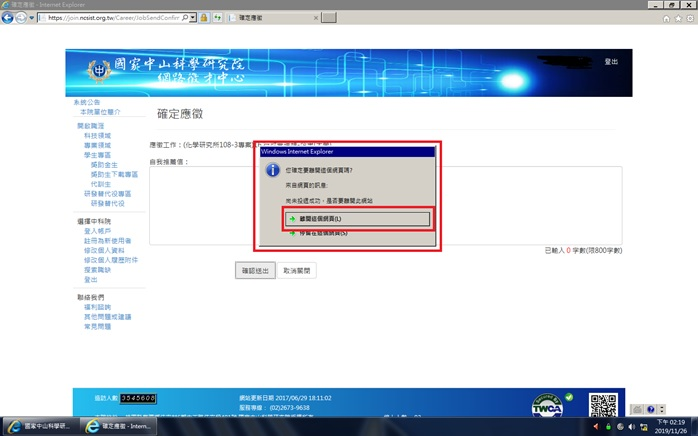 確定應徵 - Internet Explorer
https://join.ncsist.org.tw/Career/JobSendConfirm
確定應徵
國家中山科學研究院
網路徵才中心
登出
系統公告
本院單位簡介
開缺職涯
科技領域
專業領域
學生專區
獎助金生
獎助生下載專區
代訓生
研發替代役專區
研發替代役
選擇中科院
登入帳戶
註冊為新使用者
修改個人資料
修改個人履歷附件
搜索職缺
登出
聯絡我們
福利諮詢
其他問題或建議
常見問題
確定應徵
應徵工作：(化學研究所108-3專案
自我推薦值：
Windows Internet Explorer
您確定要離開這個網頁嗎?
來自網頁的訊息:
尚未投遞成功，是否要離開此網站
離開這個網頁(L)
停留在這個網頁(S)
已輸入 0 字數(限800字數)
確認送出
取消關閉
造訪人數
3545608
網站更新日期 2017/06/29 18:11:02
服務專線： (02)2673-9638
TWCA
國家中山科學研...
確定應徵 - Intern...
下午 02:19
2019/11/26